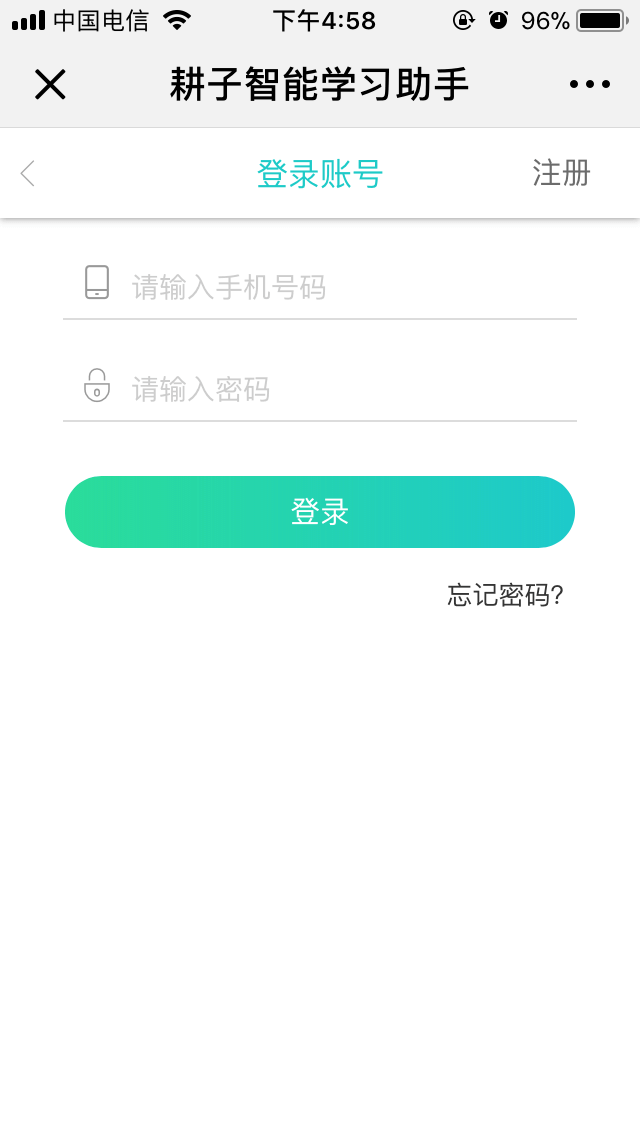 中国电信 下午4:58 96%
耕子智能学习助手
登录账号 注册
请输入手机号码
请输入密码
登录
忘记密码?